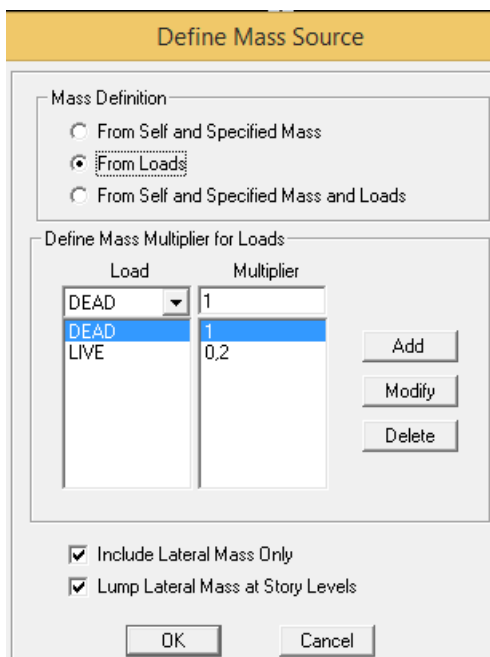 Define Mass Source
Mass Definition
From Self and Specified Mass
From Loads
From Self and Specified Mass and Loads
Define Mass Multiplier for Loads
Load Multiplier
DEAD 1
DEAD 1
LIVE 0,2
Add
Modify
Delete
Include Lateral Mass Only
Lump Lateral Mass at Story Levels
OK Cancel